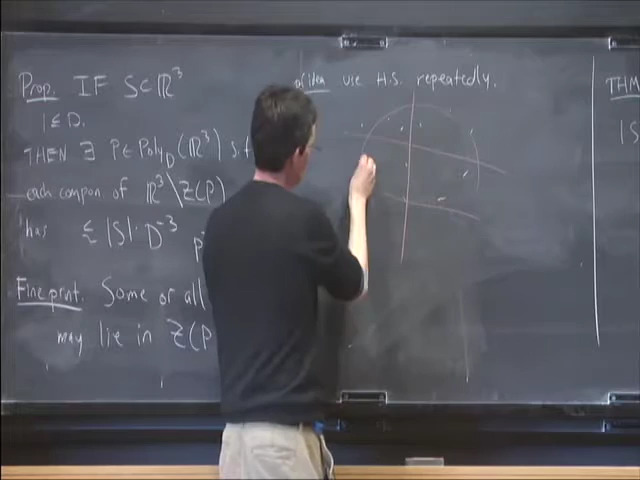 Prop. IF S⊂ℝ³
1≤D.
THEN ∃ P∈Poly_D(ℝ³) s.t
each compon of ℝ³\Z(P)
has ≲ |S|·D⁻³
Fine print. Some or all
may lie in Z(P
idea use H.S. repeatedly.
THM